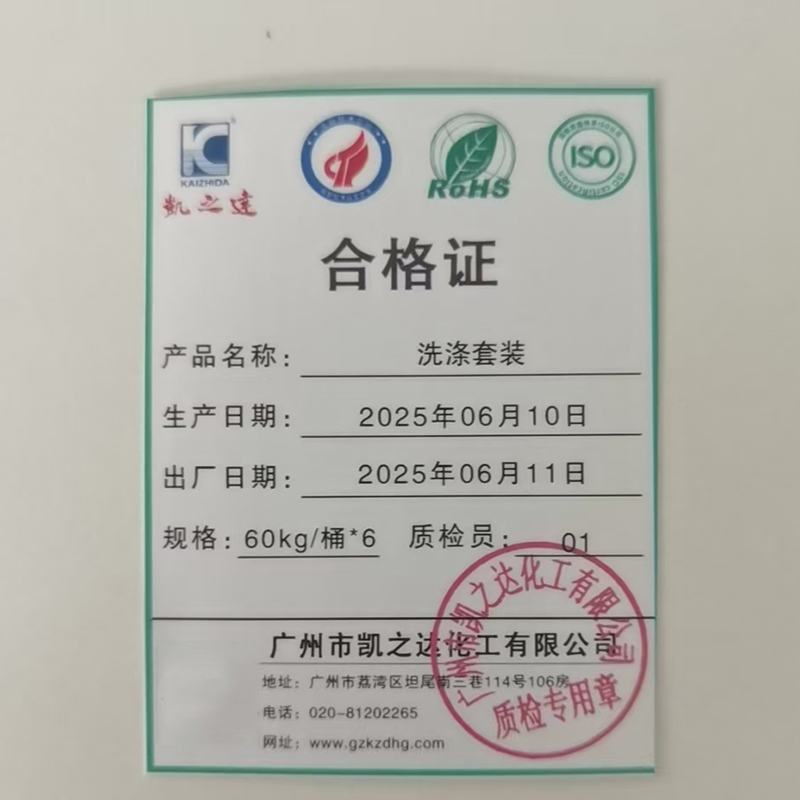 KAIZHIDA
凯之达
RoHS
ISO
ISO certification
合格证
产品名称: 洗涤套装
生产日期: 2025年06月10日
出厂日期: 2025年06月11日
规格: 60kg/桶*6 质检员: 01
广州市凯之达化工有限公司
地址: 广州市荔湾区坦尾南三巷114号106房
电话: 020-81202265
网址: www.gzkzdhg.com
广州市凯之达化工有限公司
质检专用章